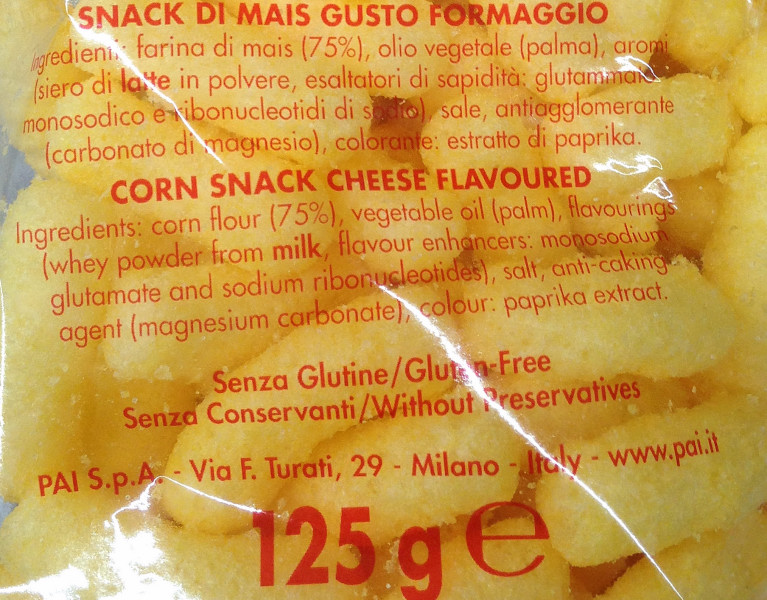 SNACK DI MAIS GUSTO FORMAGGIO
Ingredienti: farina di mais (75%), olio vegetale (palma), aromi
(siero di latte in polvere, esaltatori di sapidità: glutammato
monosodico e ribonucleotidi di sodio), sale, antiagglomerante
(carbonato di magnesio), colorante: estratto di paprika.
CORN SNACK CHEESE FLAVOURED
Ingredients: corn flour (75%), vegetable oil (palm), flavourings
(whey powder from milk, flavour enhancers: monosodium
glutamate and sodium ribonucleotides), salt, anti-caking
agent (magnesium carbonate), colour: paprika extract.
Senza Glutine/Gluten-Free
Senza Conservanti/Without Preservatives
PAI S.p.A. - Via F. Turati, 29 - Milano - Italy - www.pai.it
125 g e